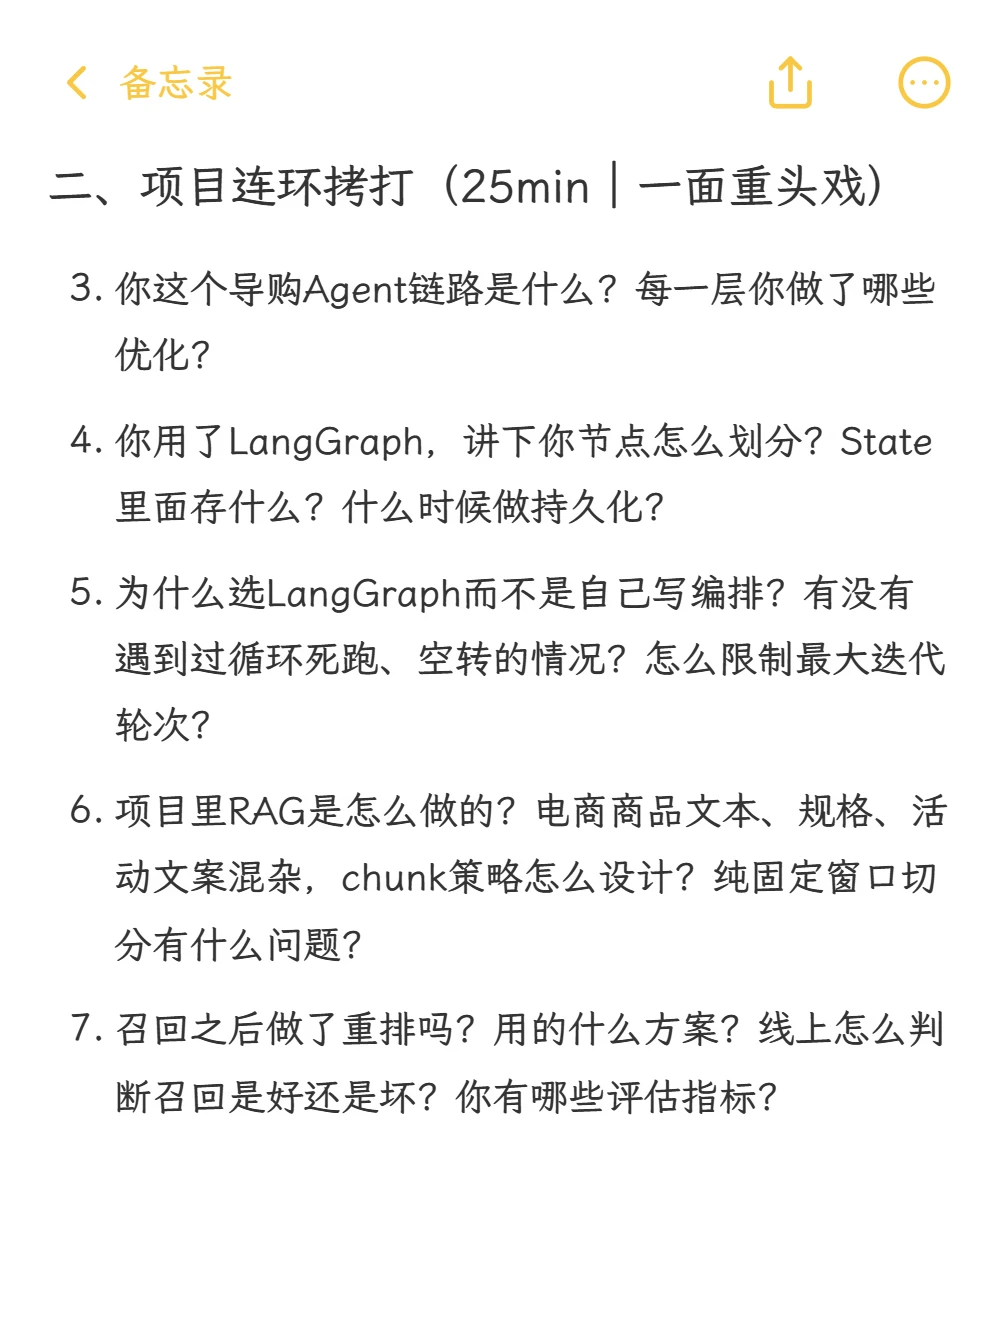 备忘录
二、项目连环拷打（25min｜一面重头戏）
3. 你这个导购Agent链路是什么？每一层你做了哪些
优化？
4. 你用了LangGraph，讲下你节点怎么划分？State
里面存什么？什么时候做持久化？
5. 为什么选LangGraph而不是自己写编排？有没有
遇到过循环死跑、空转的情况？怎么限制最大迭代
轮次？
6. 项目里RAG是怎么做的？电商商品文本、规格、活
动文案混杂，chunk策略怎么设计？纯固定窗口切
分有什么问题？
7. 召回之后做了重排吗？用的什么方案？线上怎么判
断召回是好还是坏？你有哪些评估指标？